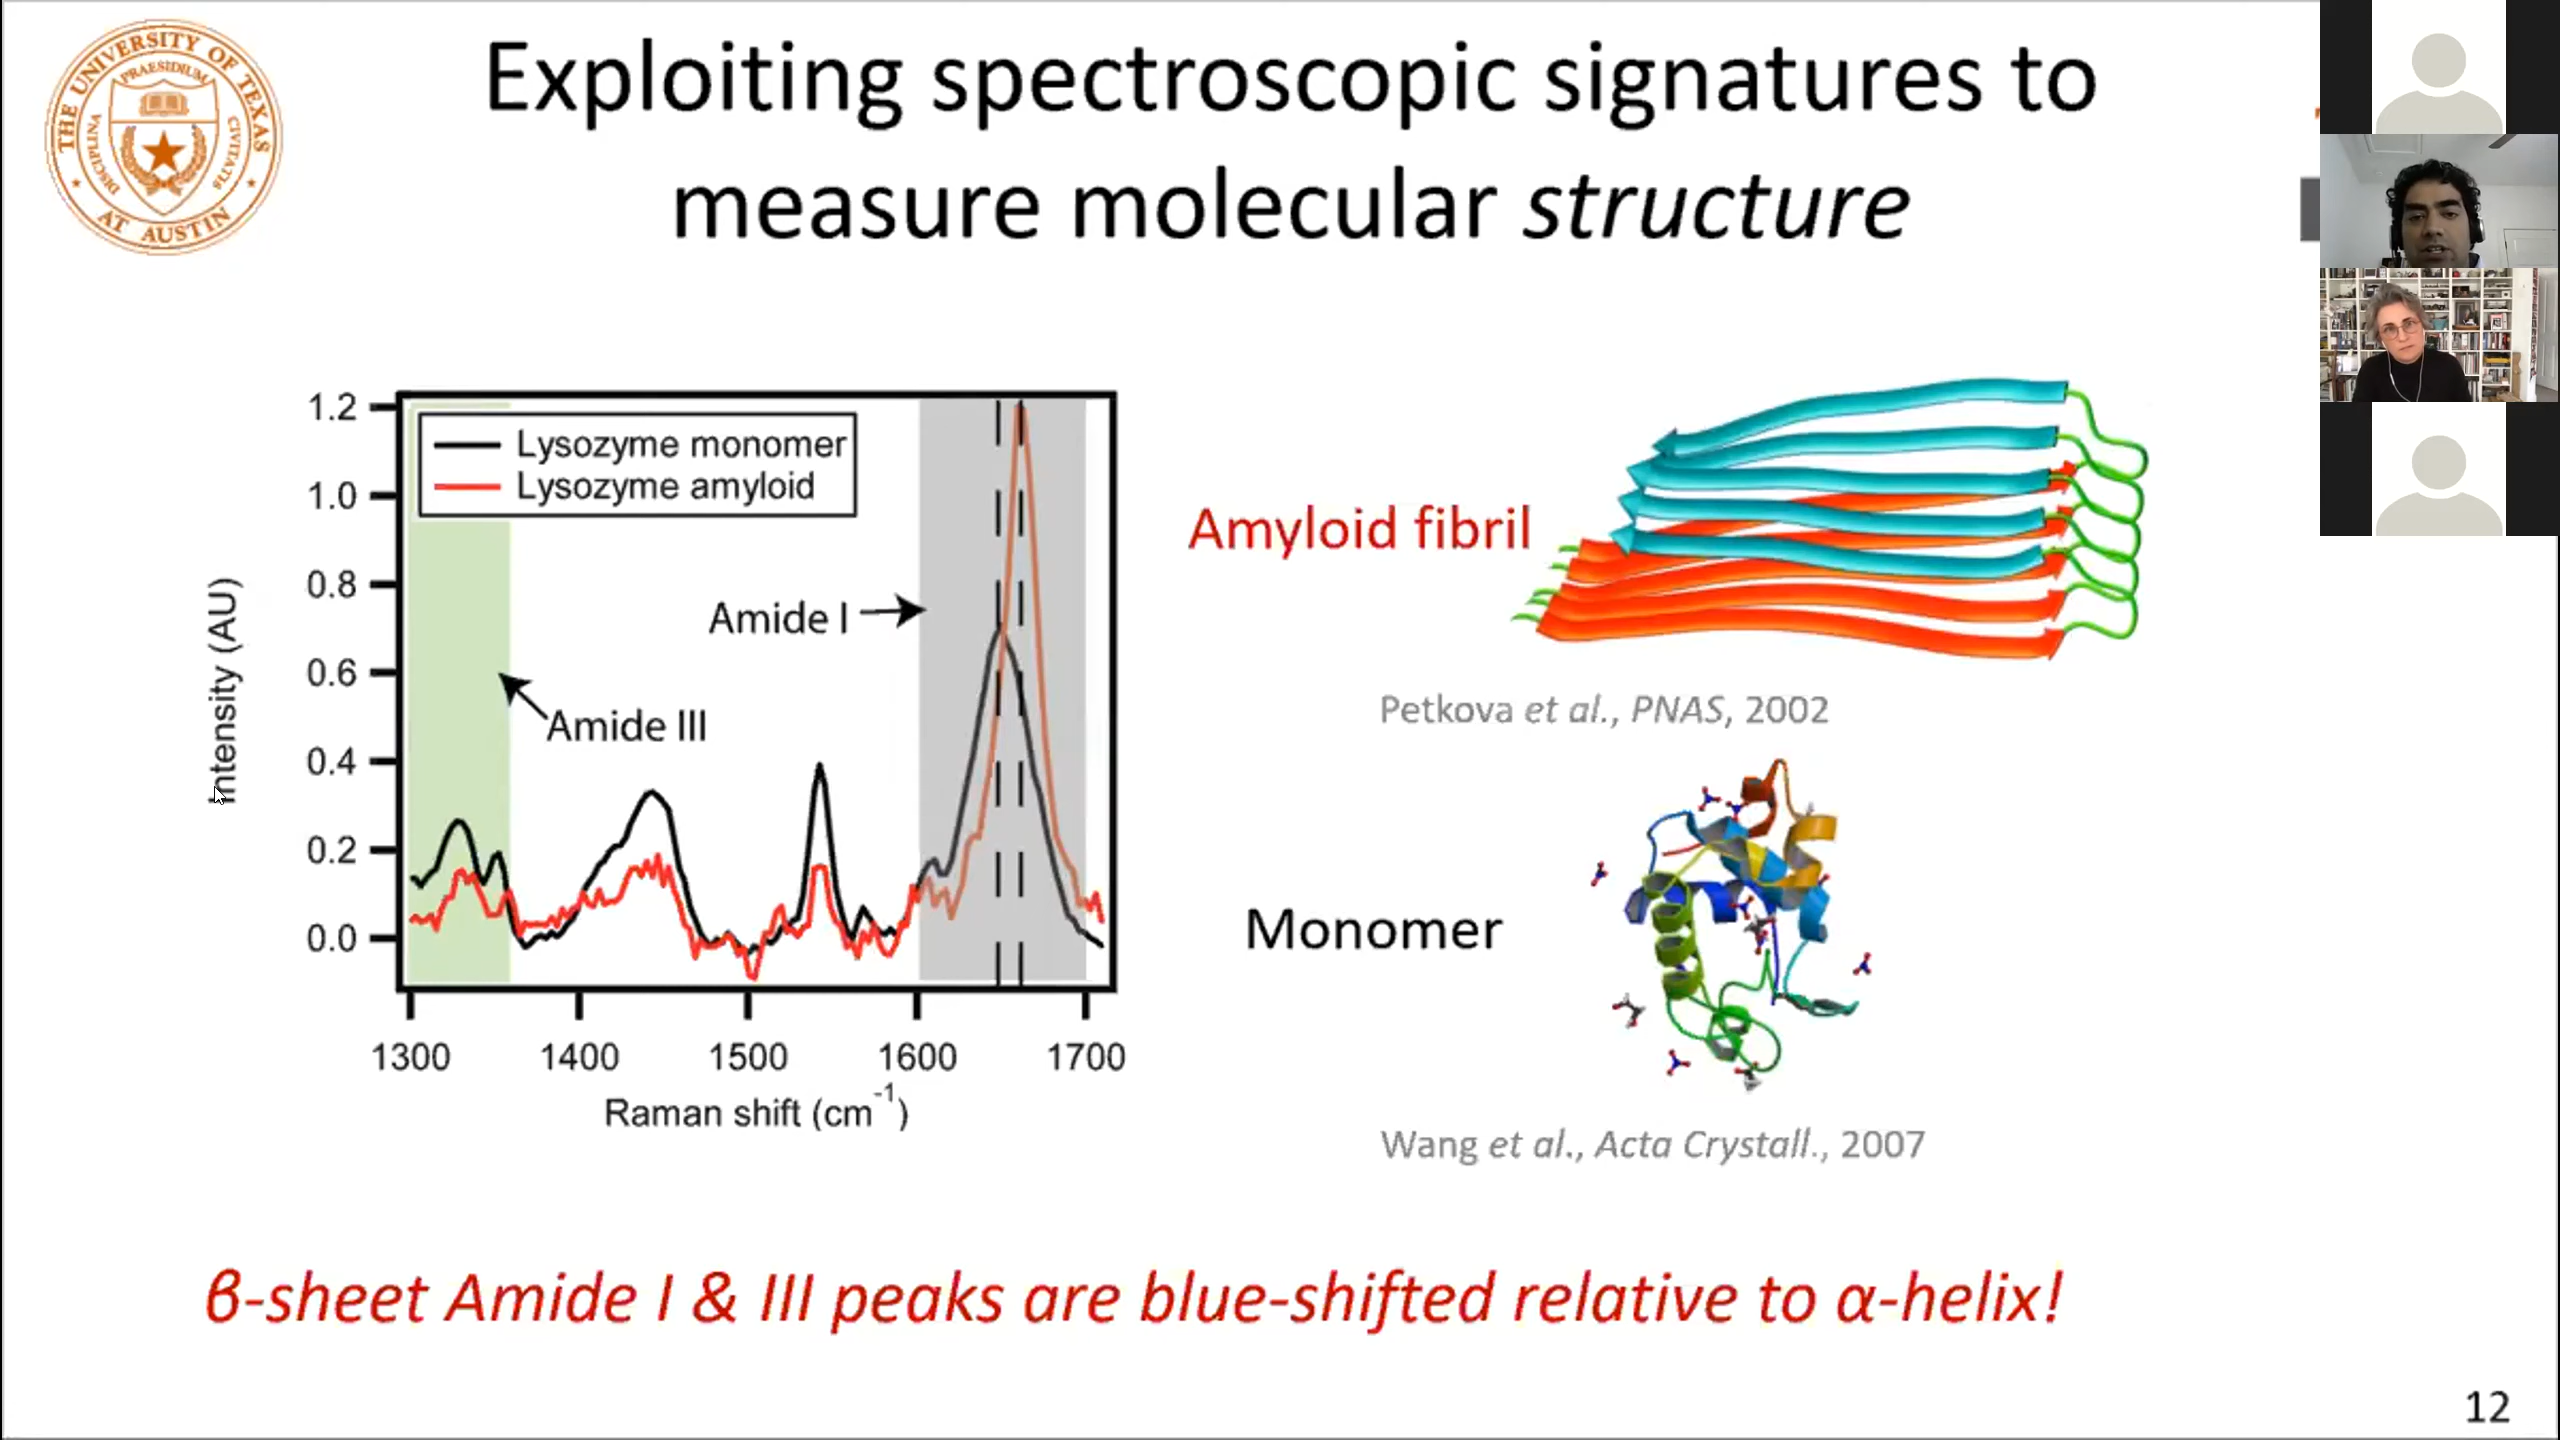 THE UNIVERSITY OF TEXAS
AT AUSTIN
PRAESIDIUM
DISCIPLINA
CIVITATIS
Exploiting spectroscopic signatures to
measure molecular structure
1.2
1.0
0.8
0.6
0.4
0.2
0.0
Intensity (AU)
Lysozyme monomer
Lysozyme amyloid
Amide I
Amide III
1300 1400 1500 1600 1700
Raman shift (cm⁻¹)
Amyloid fibril
Petkova et al., PNAS, 2002
Monomer
Wang et al., Acta Crystall., 2007
β-sheet Amide I & III peaks are blue-shifted relative to α-helix!
12